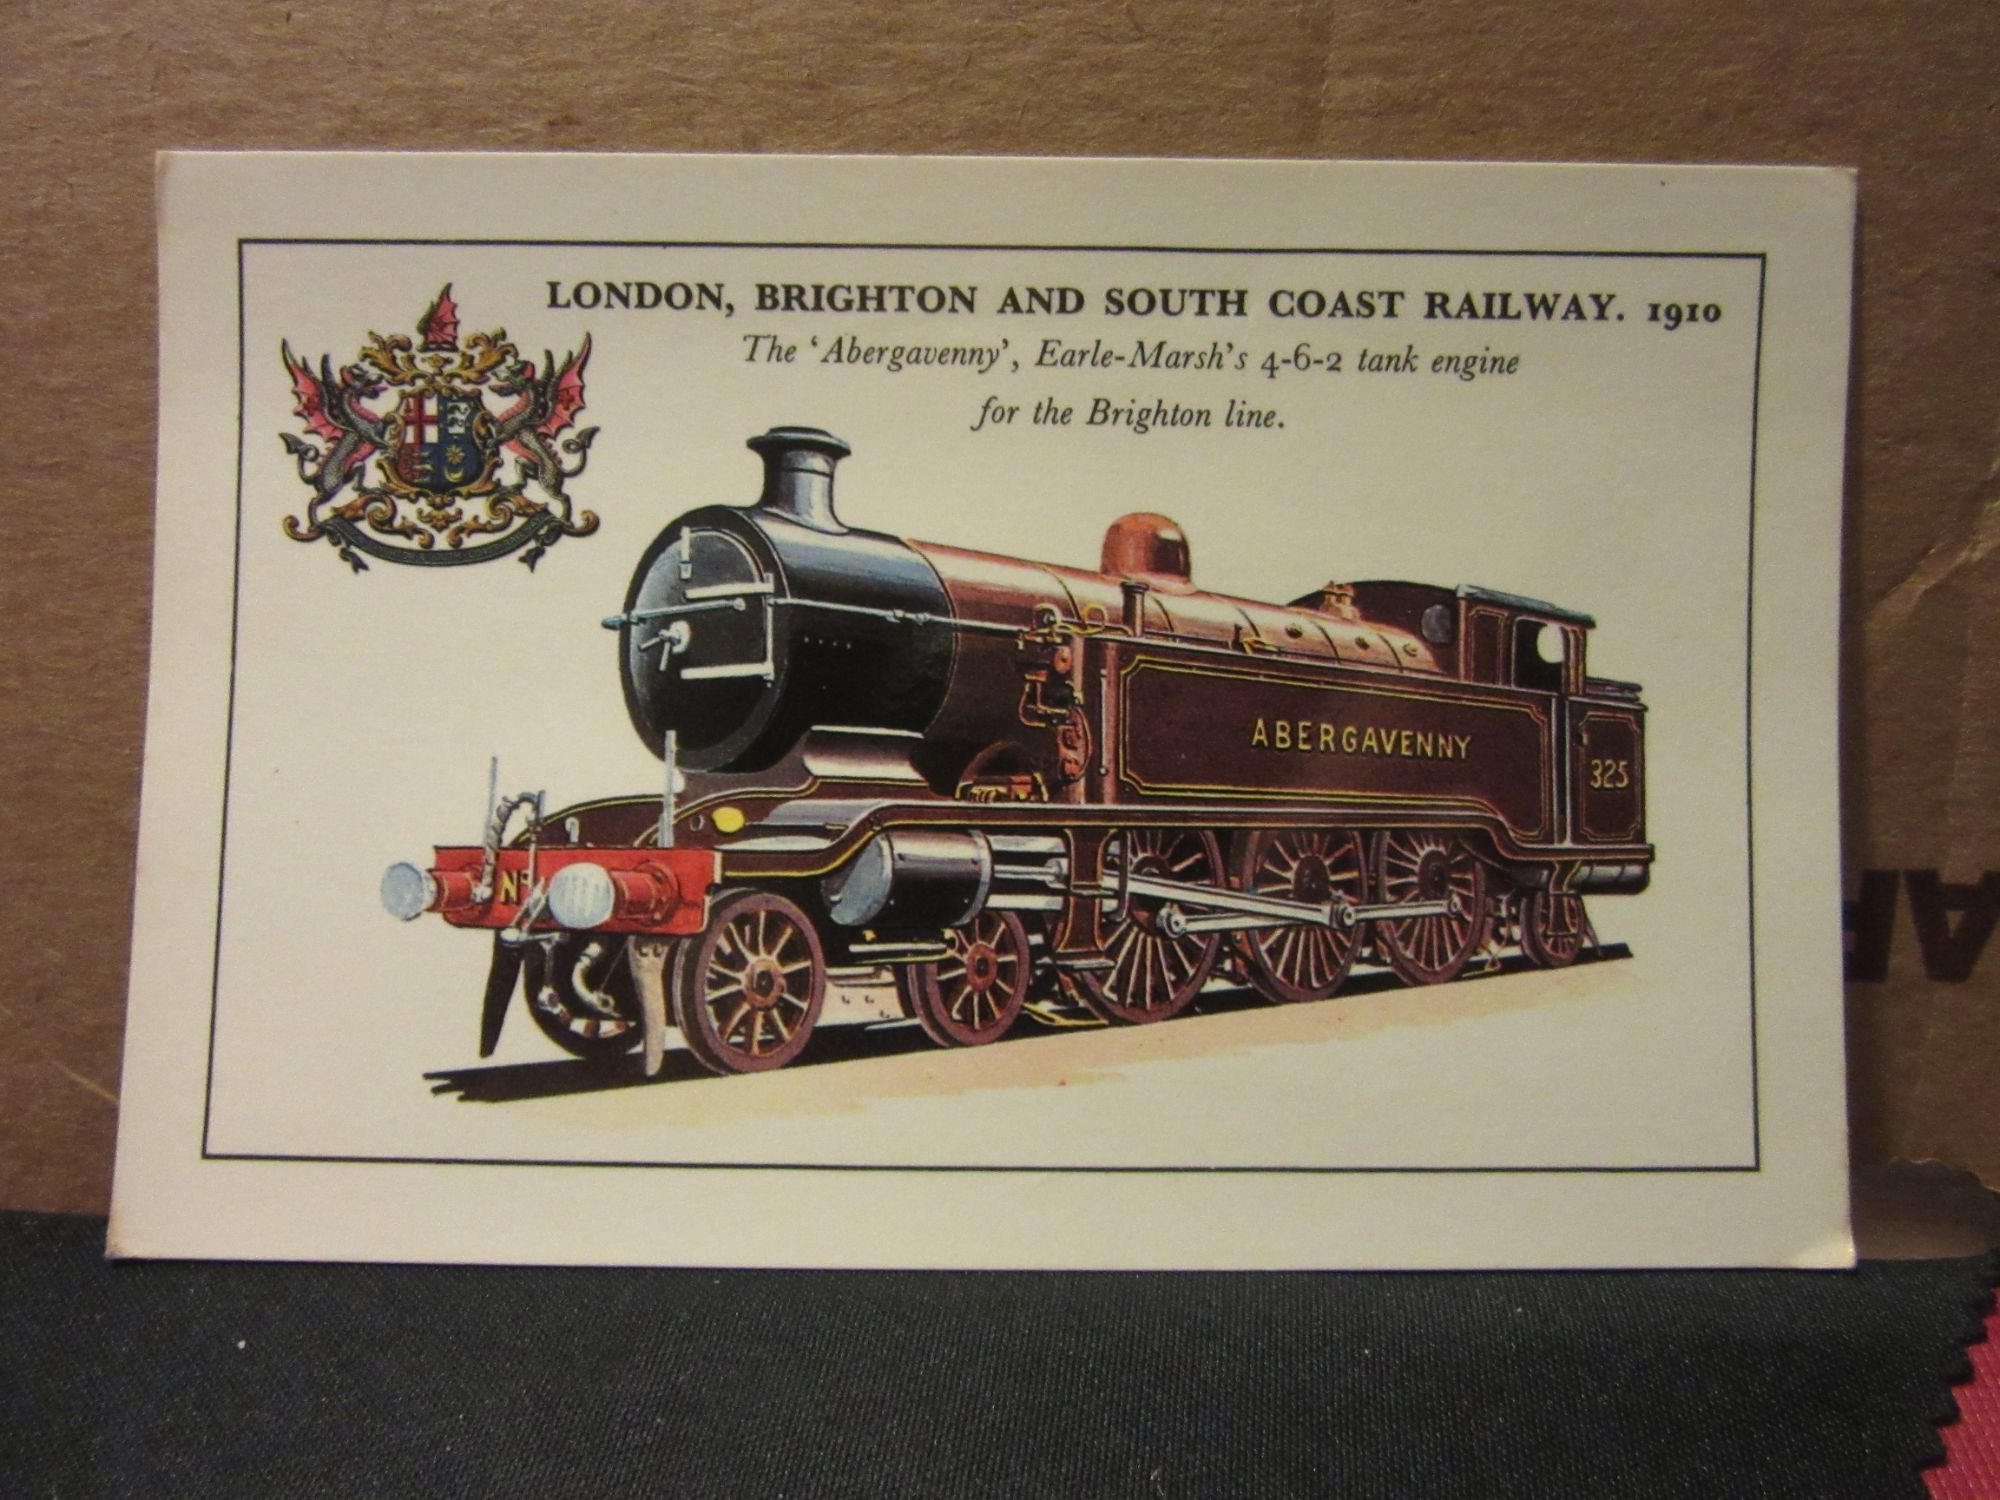 LONDON, BRIGHTON AND SOUTH COAST RAILWAY. 1910
The ‘Abergavenny’, Earle-Marsh’s 4-6-2 tank engine
for the Brighton line.
ABERGAVENNY
325
Nº